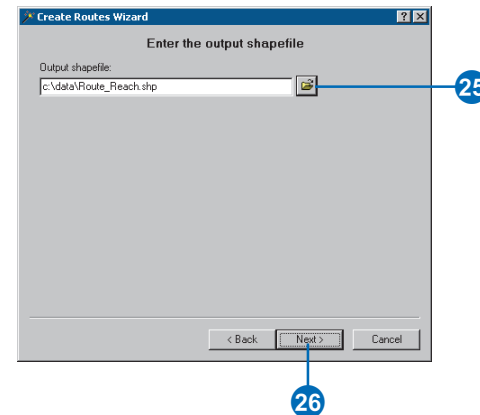 Create Routes Wizard
Enter the output shapefile
Output shapefile:
c:\data\Route_Reach.shp
25
< Back Next > Cancel
26